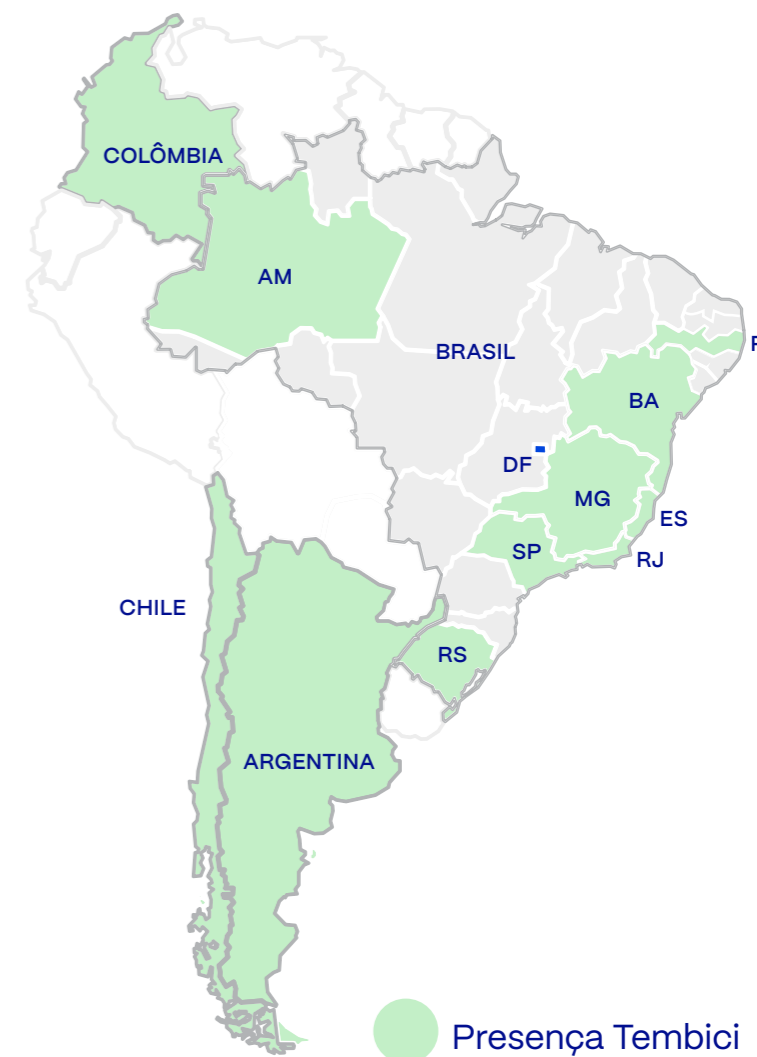 COLÔMBIA
AM
BRASIL
BA
DF
MG
ES
SP
RJ
CHILE
RS
ARGENTINA
Presença Tembici